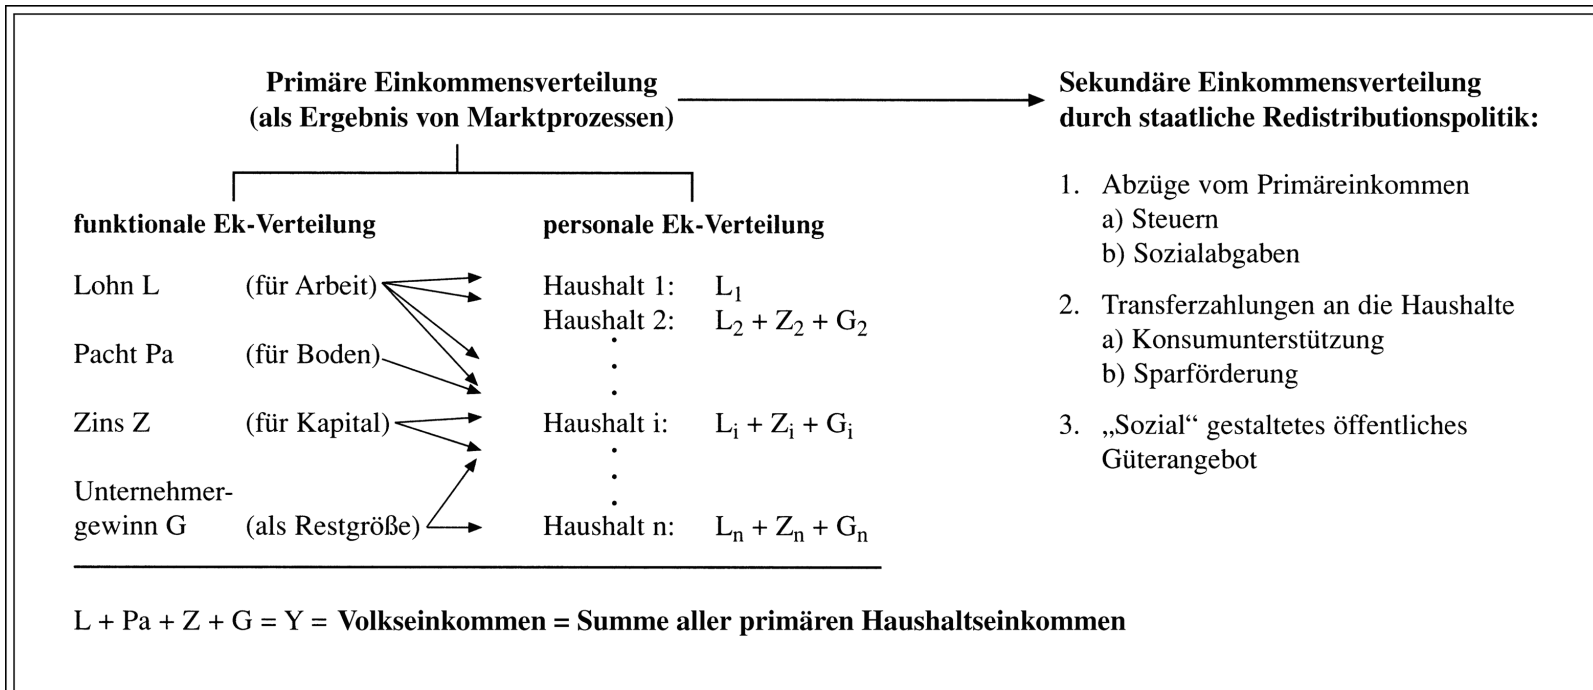 Primäre Einkommensverteilung
(als Ergebnis von Marktprozessen)
funktionale Ek-Verteilung
personale Ek-Verteilung
Lohn L (für Arbeit) Haushalt 1: L₁
Haushalt 2: L₂ + Z₂ + G₂
Pacht Pa (für Boden)
Zins Z (für Kapital) Haushalt i: Lᵢ + Zᵢ + Gᵢ
Unternehmer-
gewinn G (als Restgröße) Haushalt n: Lₙ + Zₙ + Gₙ
L + Pa + Z + G = Y = Volkseinkommen = Summe aller primären Haushaltseinkommen
Sekundäre Einkommensverteilung
durch staatliche Redistributionspolitik:
1. Abzüge vom Primäreinkommen
a) Steuern
b) Sozialabgaben
2. Transferzahlungen an die Haushalte
a) Konsumunterstützung
b) Sparförderung
3. „Sozial“ gestaltetes öffentliches
Güterangebot